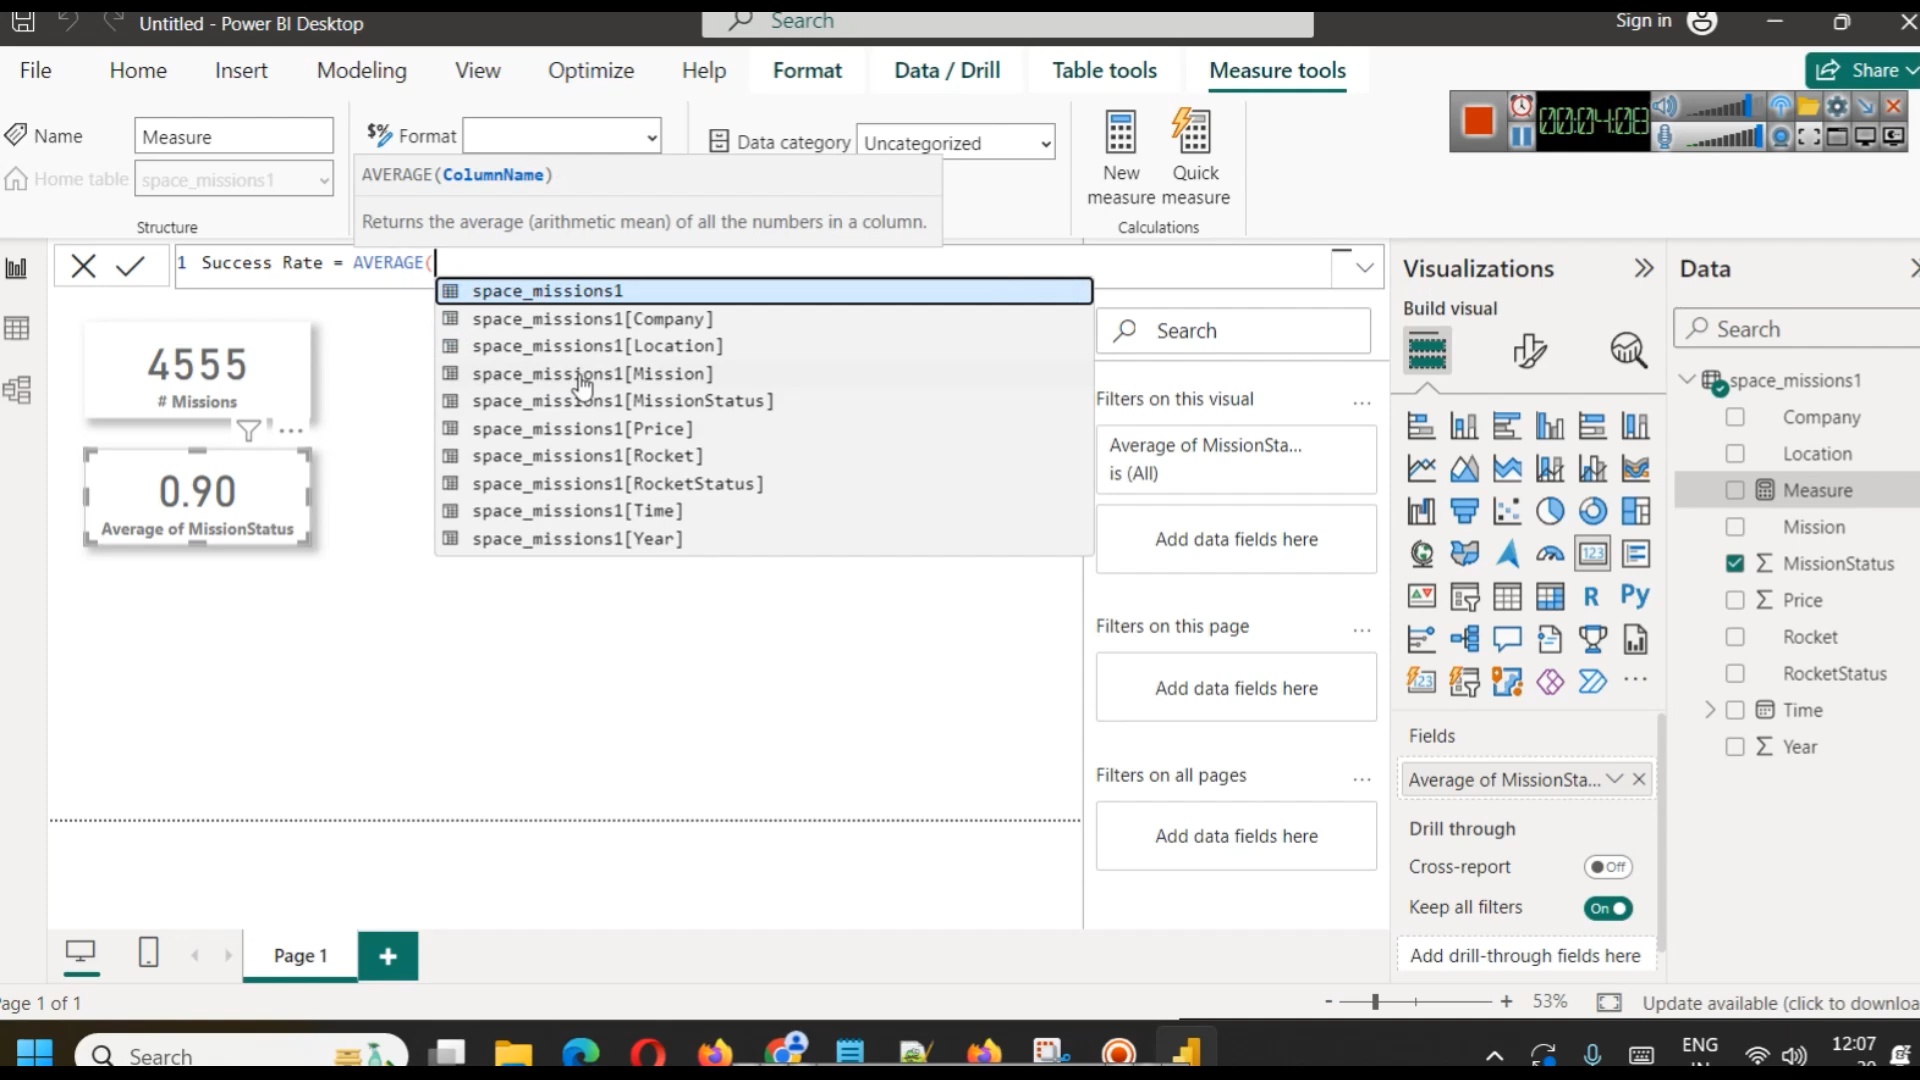 Untitled - Power BI Desktop
Search
Sign in
File
Home
Insert
Modeling
View
Optimize
Help
Format
Data / Drill
Table tools
Measure tools
Share
Name
Measure
Format
Data category
Uncategorized
00:04:08
Home table
space_missions1
AVERAGE(ColumnName)
Returns the average (arithmetic mean) of all the numbers in a column.
New measure
Quick measure
Structure
Calculations
1 Success Rate = AVERAGE(
space_missions1
space_missions1[Company]
space_missions1[Location]
space_missions1[Mission]
space_missions1[MissionStatus]
space_missions1[Price]
space_missions1[Rocket]
space_missions1[RocketStatus]
space_missions1[Time]
space_missions1[Year]
4555
# Missions
0.90
Average of MissionStatus
Search
Filters on this visual
...
Average of MissionSta...
is (All)
Add data fields here
Filters on this page
...
Add data fields here
Filters on all pages
...
Add data fields here
Visualizations
Build visual
123
R
Py
123
Fields
Average of MissionSta...
Drill through
Cross-report
Off
Keep all filters
On
Add drill-through fields here
Data
Search
space_missions1
Company
Location
Measure
Mission
MissionStatus
Price
Rocket
RocketStatus
Time
Year
Page 1
+
Page 1 of 1
- + 53%
Update available (click to downloa
Search
ENG
12:07